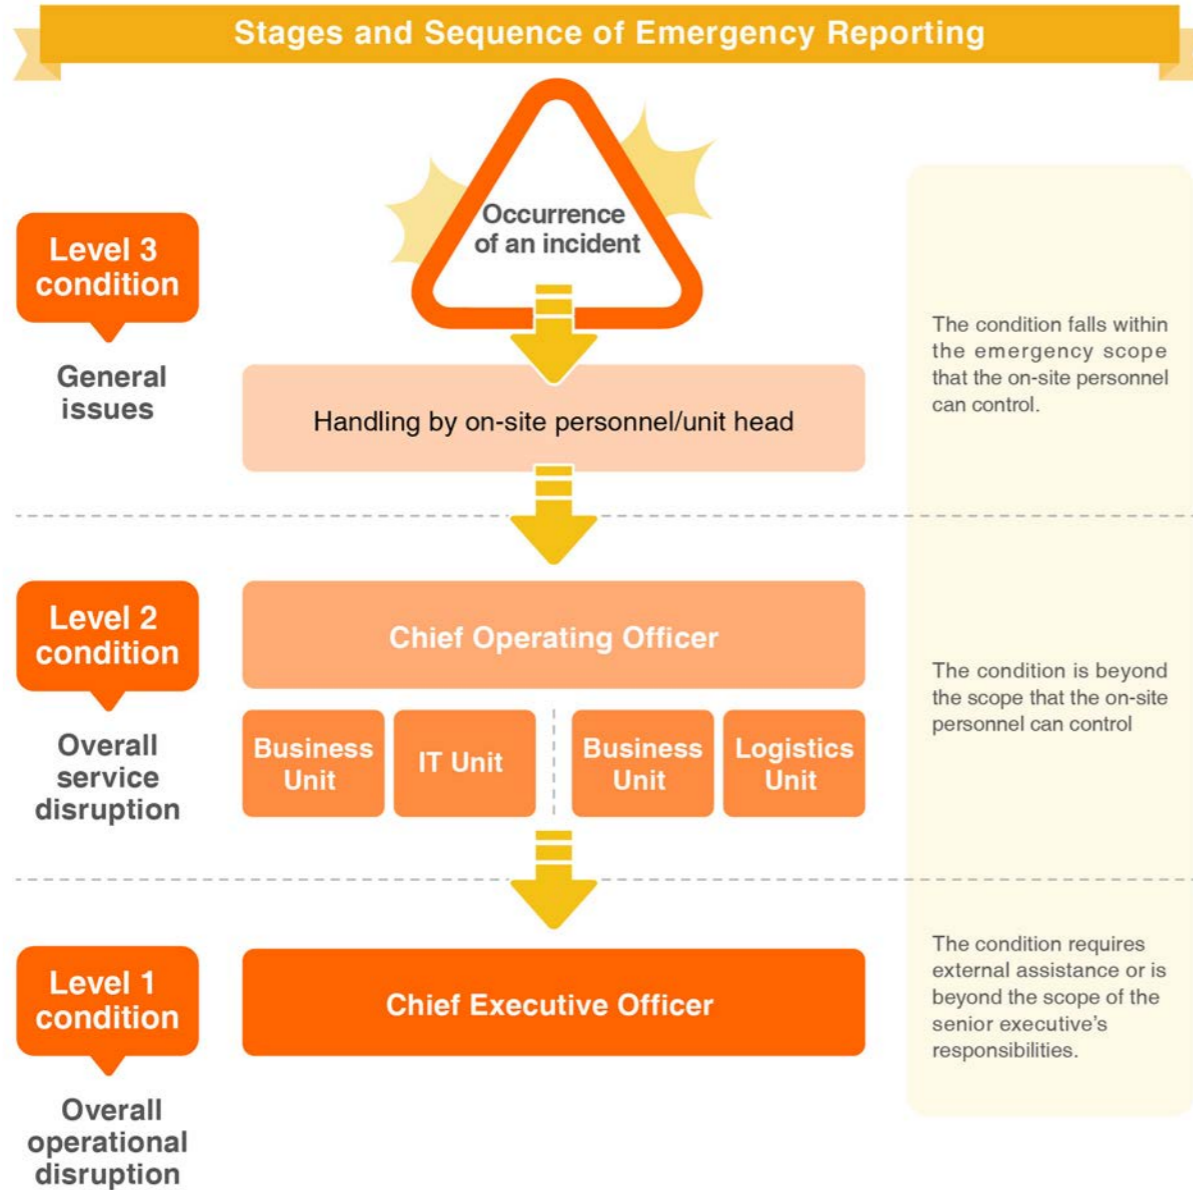 Stages and Sequence of Emergency Reporting
Occurrence
of an incident
Level 3
condition
General
issues
Handling by on-site personnel/unit head
The condition falls within
the emergency scope
that the on-site personnel
can control.
Level 2
condition
Overall
service
disruption
Chief Operating Officer
Business
Unit
IT Unit
Business
Unit
Logistics
Unit
The condition is beyond
the scope that the on-site
personnel can control
Level 1
condition
Overall
operational
disruption
Chief Executive Officer
The condition requires
external assistance or is
beyond the scope of the
senior executive's
responsibilities.